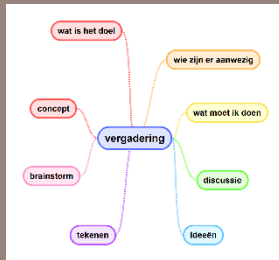 wat is het doel
wie zijn er aanwezig
concept
wat moet ik doen
vergadering
brainstorm
discussie
tekenen
ideeën